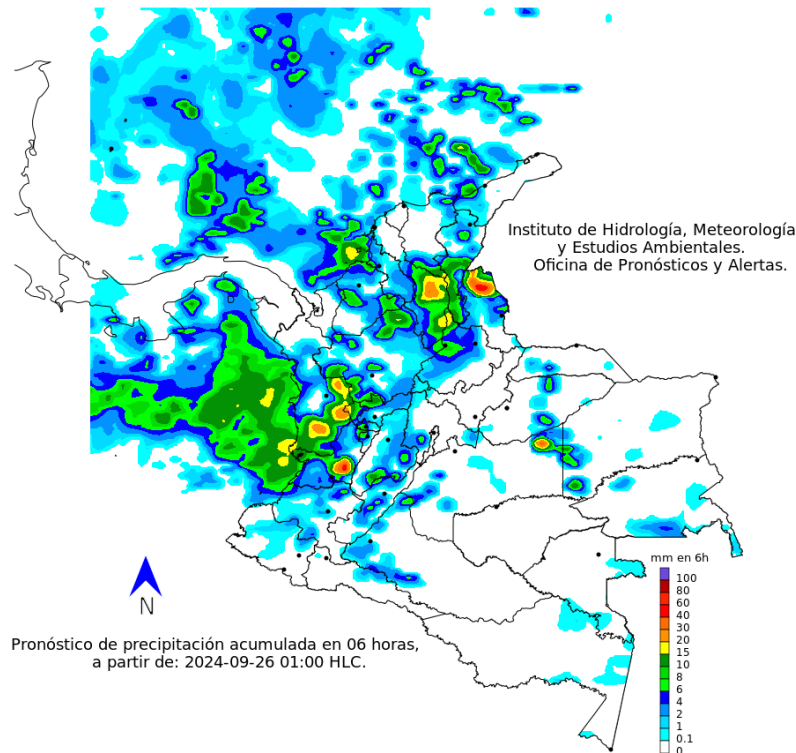 Instituto de Hidrología, Meteorología
y Estudios Ambientales.
Oficina de Pronósticos y Alertas.
mm en 6h
100
80
60
40
30
20
15
10
8
6
4
2
1
0.1
0
N
Pronóstico de precipitación acumulada en 06 horas,
a partir de: 2024-09-26 01:00 HLC.